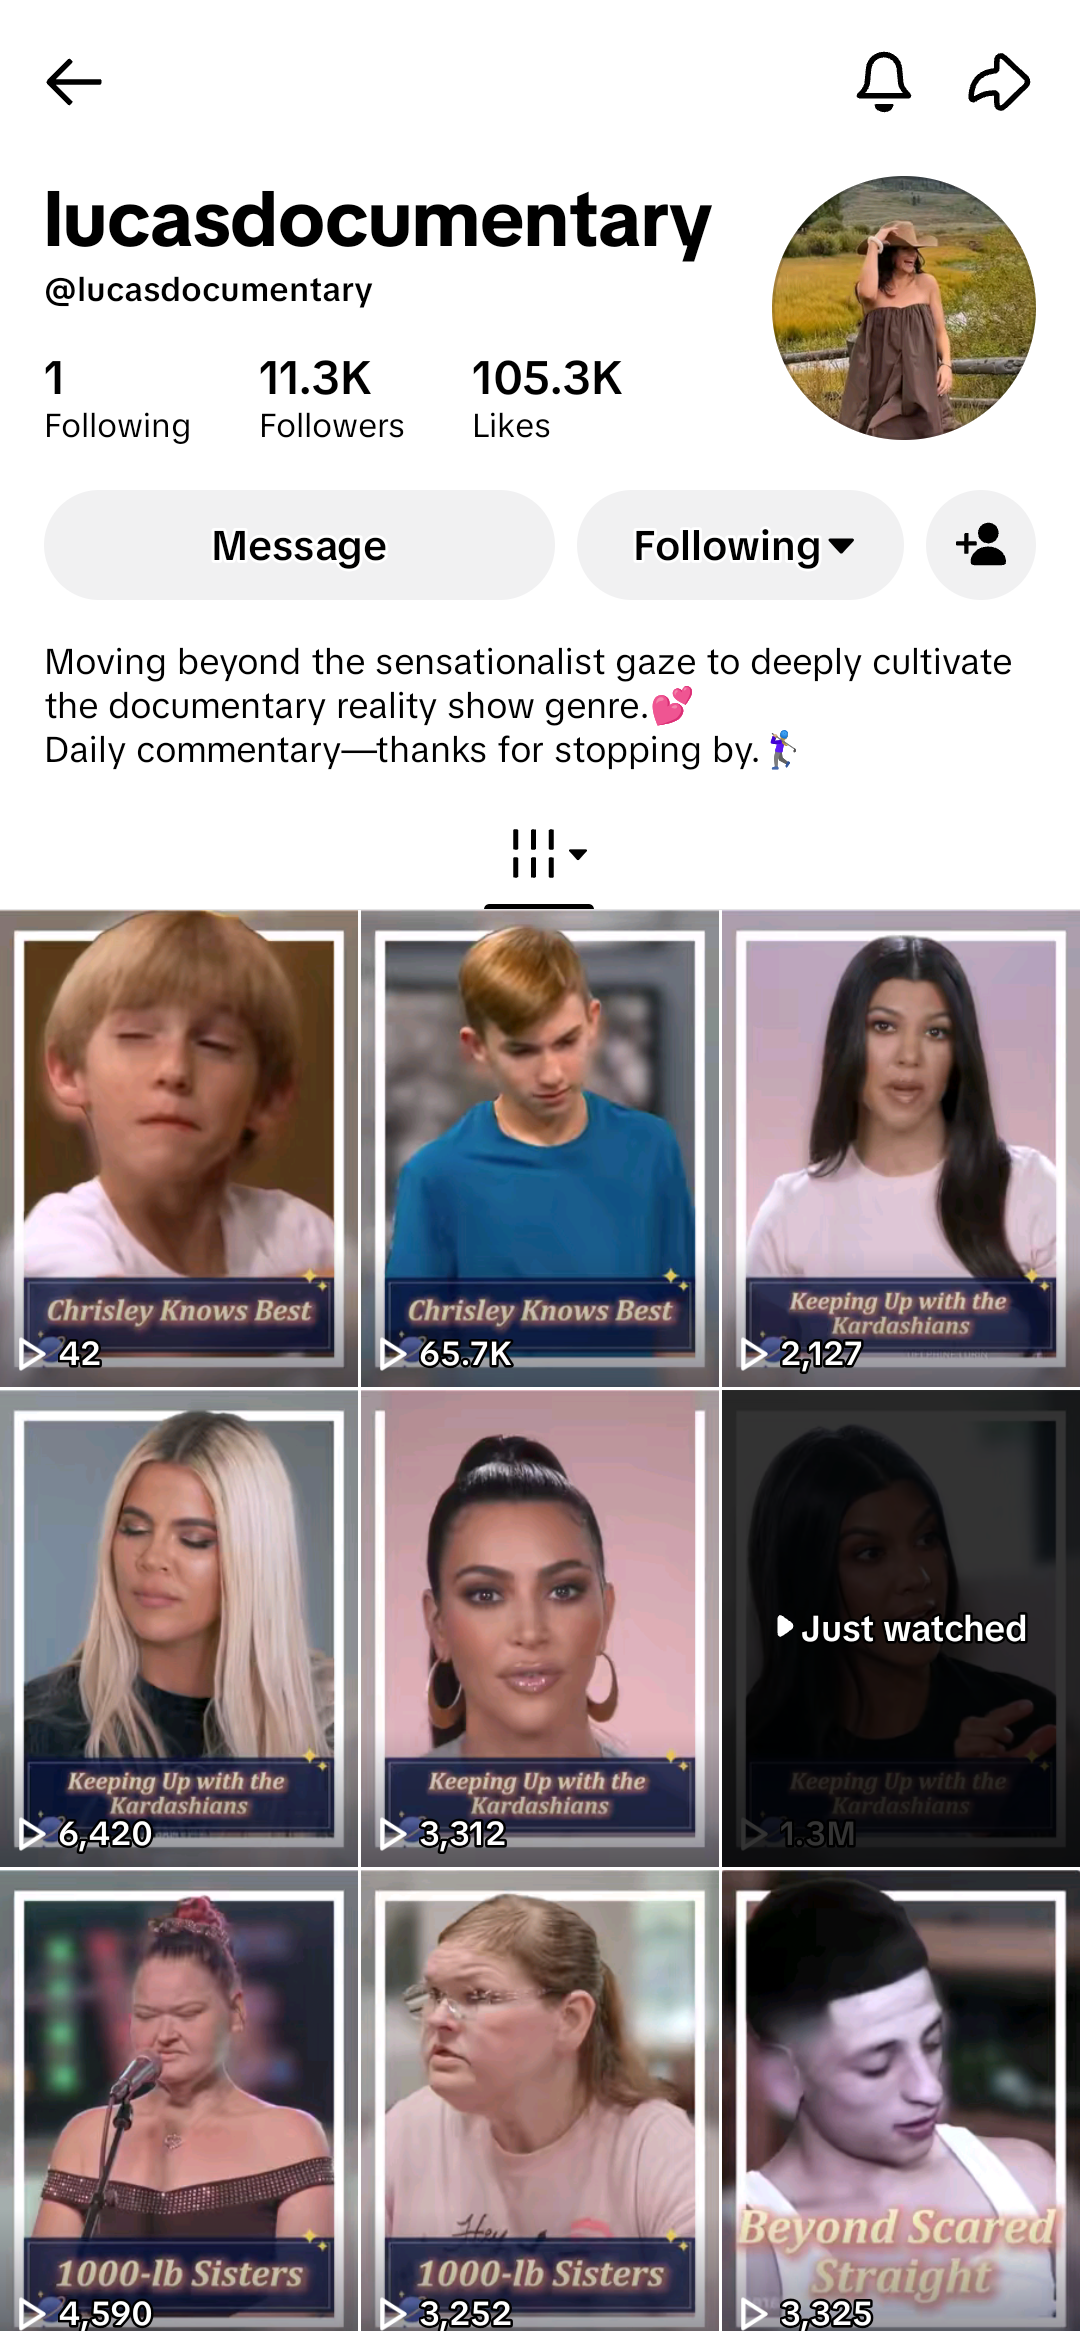 lucasdocumentary
@lucasdocumentary
1 11.3K 105.3K
Following Followers Likes
Message Following
Moving beyond the sensationalist gaze to deeply cultivate
the documentary reality show genre.💕
Daily commentary—thanks for stopping by.🏌️‍♂️
Chrisley Knows Best
42
Chrisley Knows Best
65.7K
Keeping Up with the
Kardashians
2,127
Keeping Up with the
Kardashians
6,420
Keeping Up with the
Kardashians
3,312
Just watched
Keeping Up with the
Kardashians
1.3M
1000-lb Sisters
4,590
Hey
1000-lb Sisters
3,252
Beyond Scared
Straight
3,325